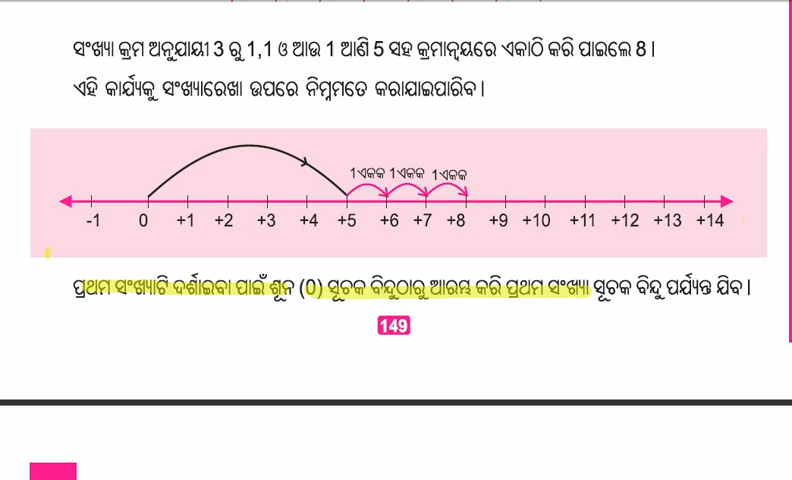 ସଂଖ୍ୟା କ୍ରମ ଅନୁଯାୟୀ 3 ରୁ 1,1 ଓ ଆଉ 1 ଆଣି 5 ସହ କ୍ରମାନ୍ୱୟରେ ଏକାଠି କରି ପାଇଲେ 8।
ଏହି କାର୍ଯ୍ୟକୁ ସଂଖ୍ୟାରେଖା ଉପରେ ନିମ୍ନମତେ କରାଯାଇପାରିବ।
1ଏକକ 1ଏକକ 1ଏକକ
-1 0 +1 +2 +3 +4 +5 +6 +7 +8 +9 +10 +11 +12 +13 +14
ପ୍ରଥମ ସଂଖ୍ୟାଟି ଦର୍ଶାଇବା ପାଇଁ ଶୂନ (0) ସୂଚକ ବିନ୍ଦୁଠାରୁ ଆରମ୍ଭ କରି ପ୍ରଥମ ସଂଖ୍ୟା ସୂଚକ ବିନ୍ଦୁ ପର୍ଯ୍ୟନ୍ତ ଯିବ।
149